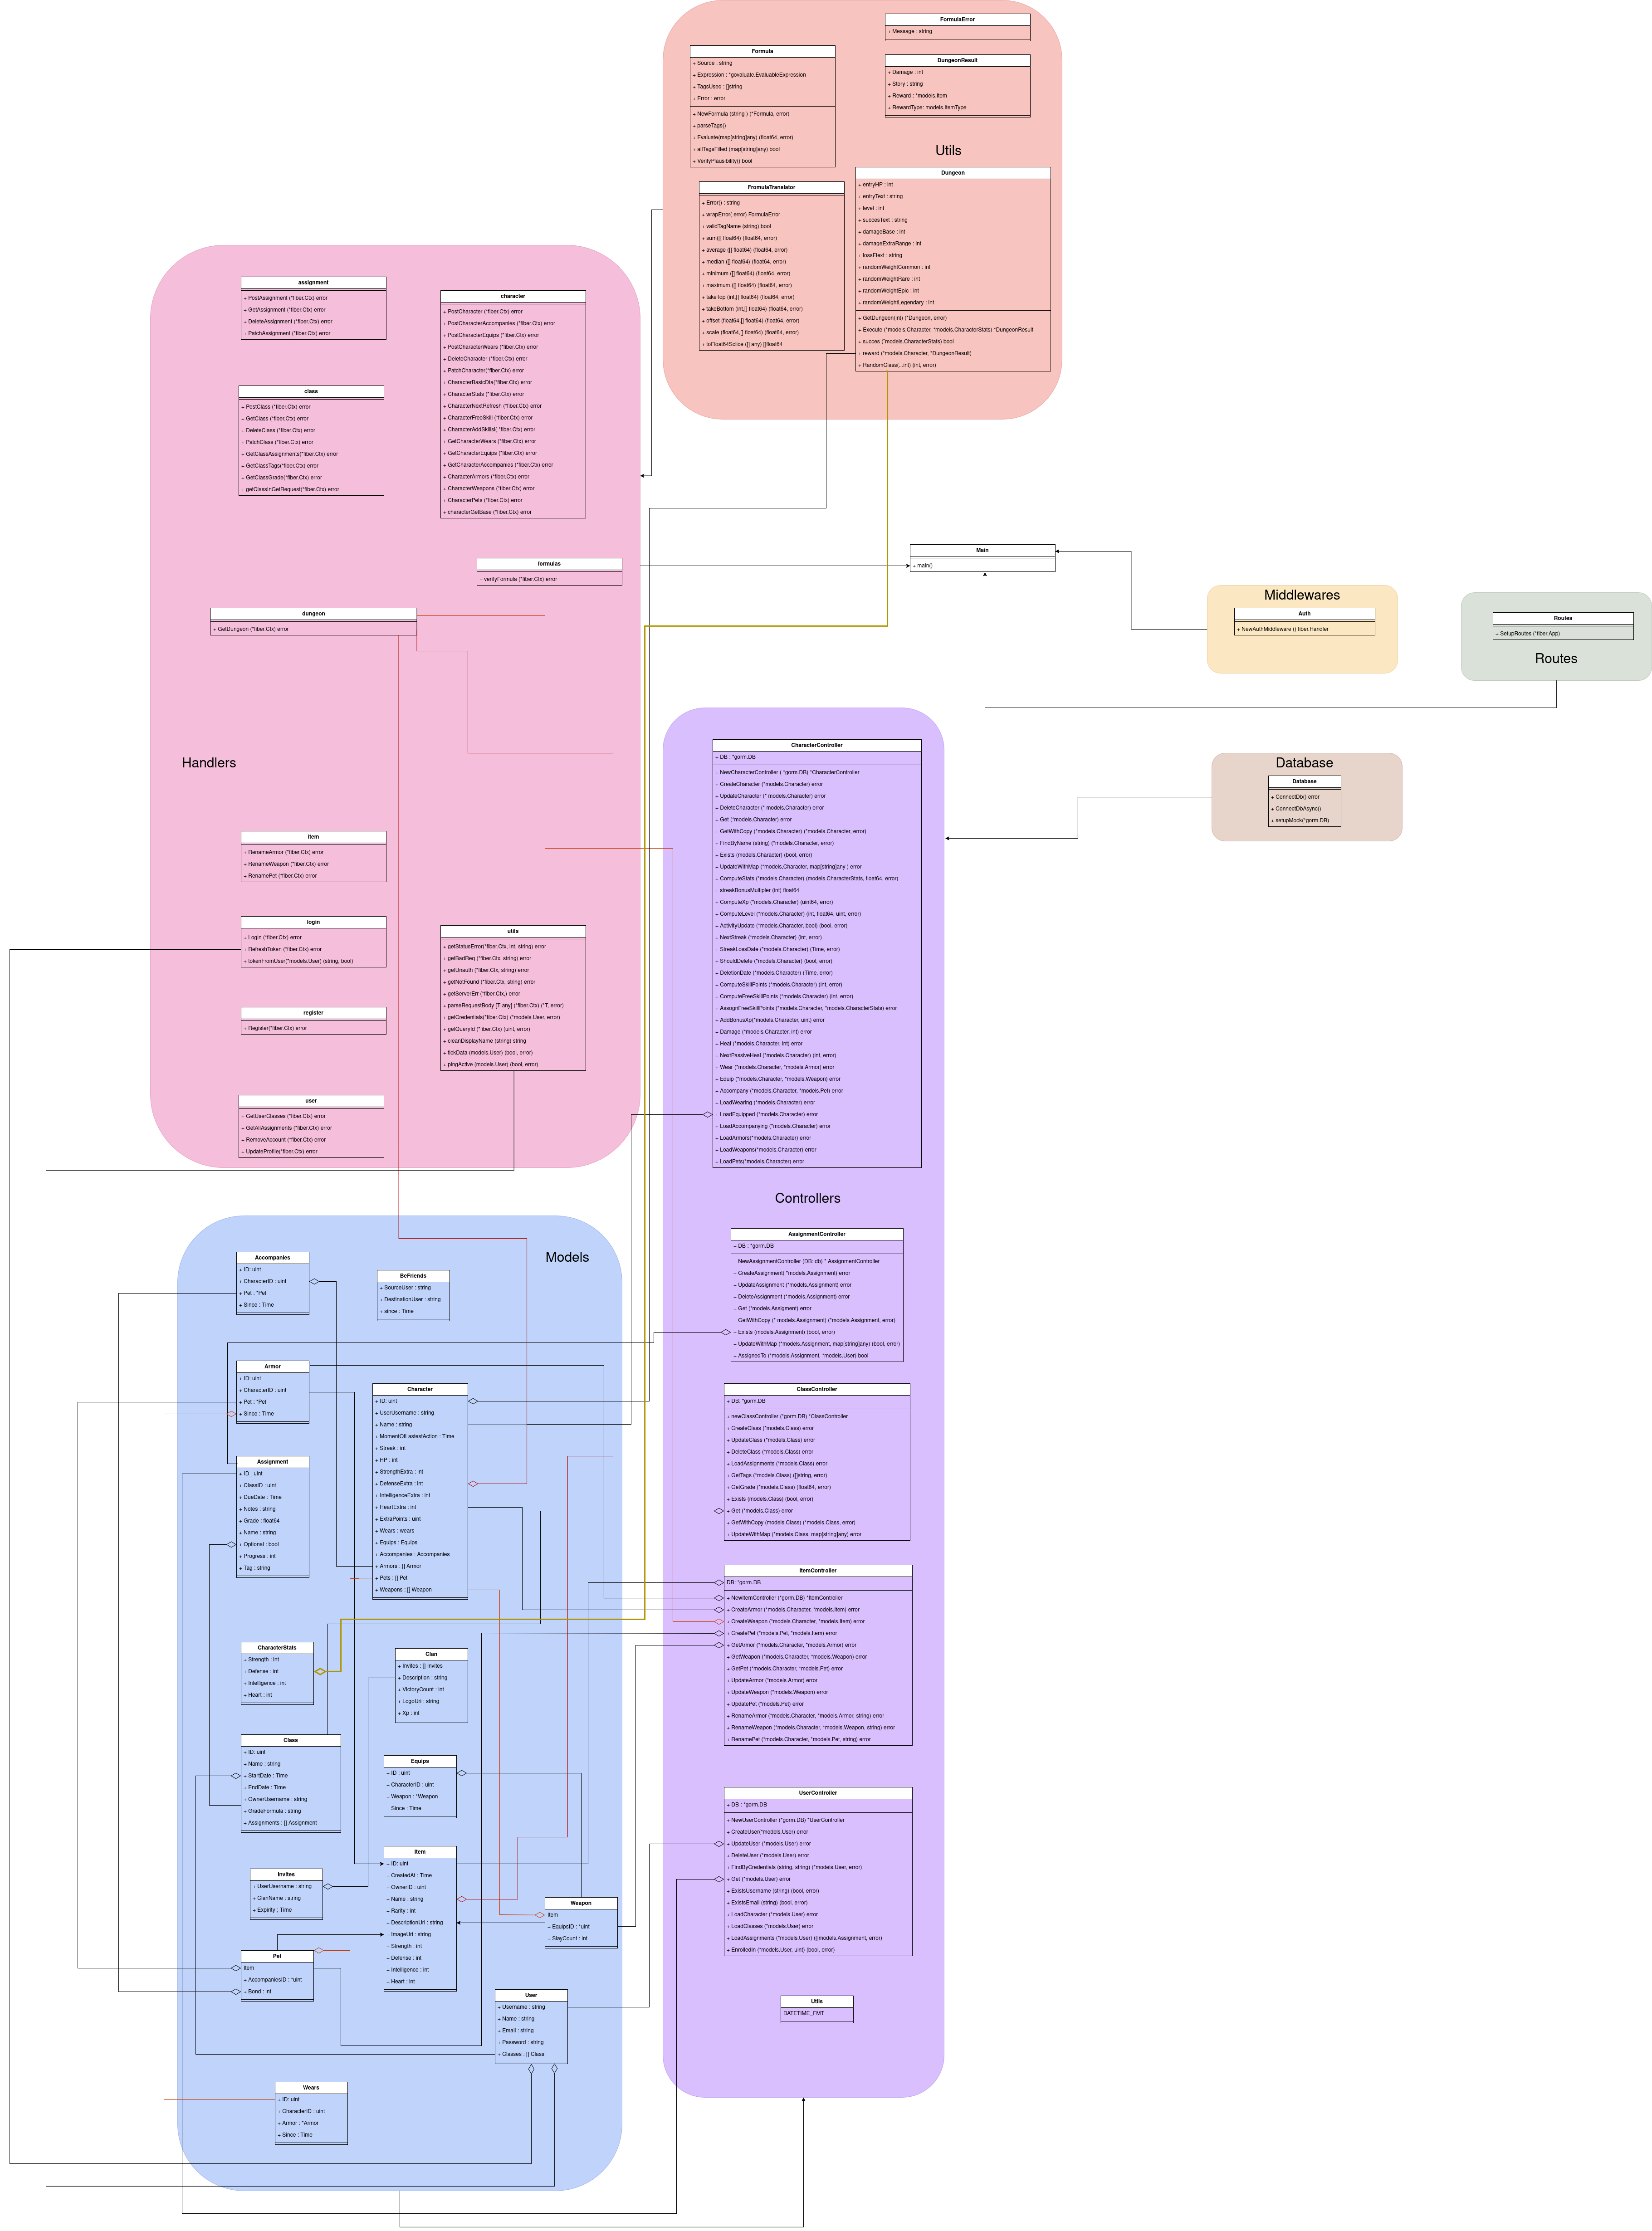 FormulaError
+ Message : string
Formula
+ Source : string
+ Expression : *govaluate.EvaluableExpression
+ TagsUsed : []string
+ Error : error
+ NewFormula (string ) (*Formula, error)
+ parseTags()
+ Evaluate(map[string]any) (float64, error)
+ allTagsFilled (map[string]any) bool
+ VerifyPlausibility() bool
DungeonResult
+ Damage : int
+ Story : string
+ Reward : *models.Item
+ RewardType: models.ItemType
Utils
FromulaTranslator
+ Error() : string
+ wrapError( error) FormulaError
+ validTagName (string) bool
+ sum([] float64) (float64, error)
+ average ([] float64) (float64, error)
+ median ([] float64) (float64, error)
+ minimum ([] float64) (float64, error)
+ maximum ([] float64) (float64, error)
+ takeTop (int,[] float64) (float64, error)
+ takeBottom (int,[] float64) (float64, error)
+ offset (float64,[] float64) (float64, error)
+ scale (float64,[] float64) (float64, error)
+ toFloat64Sclice ([] any) []float64
Dungeon
+ entryHP : int
+ entryText : string
+ level : int
+ succesText : string
+ damageBase : int
+ damageExtraRange : int
+ lossFtext : string
+ randomWeightCommon : int
+ randomWeightRare : int
+ randomWeightEpic : int
+ randomWeightLegendary : int
+ GetDungeon(int) (*Dungeon, error)
+ Execute (*models.Character, *models.CharacterStats) *DungeonResult
+ succes (*models.CharacterStats) bool
+ reward (*models.Character, *DungeonResult)
+ RandomClass(...int) (int, error)
assignment
+ PostAssignment (*fiber.Ctx) error
+ GetAssignment (*fiber.Ctx) error
+ DeleteAssignment (*fiber.Ctx) error
+ PatchAssignment (*fiber.Ctx) error
character
+ PostCharacter (*fiber.Ctx) error
+ PostCharacterAccompanies (*fiber.Ctx) error
+ PostCharacterEquips (*fiber.Ctx) error
+ PostCharacterWears (*fiber.Ctx) error
+ DeleteCharacter (*fiber.Ctx) error
+ PatchCharacter(*fiber.Ctx) error
+ CharacterBasicDta(*fiber.Ctx) error
+ CharacterStats (*fiber.Ctx) error
+ CharacterNextRefresh (*fiber.Ctx) error
+ CharacterFreeSkill (*fiber.Ctx) error
+ CharacterAddSkillsl( *fiber.Ctx) error
+ GetCharacterWears (*fiber.Ctx) error
+ GetCharacterEquips (*fiber.Ctx) error
+ GetCharacterAccompanies (*fiber.Ctx) error
+ CharacterArmors (*fiber.Ctx) error
+ CharacterWeapons (*fiber.Ctx) error
+ CharacterPets (*fiber.Ctx) error
+ characterGetBase (*fiber.Ctx) error
class
+ PostClass (*fiber.Ctx) error
+ GetClass (*fiber.Ctx) error
+ DeleteClass (*fiber.Ctx) error
+ PatchClass (*fiber.Ctx) error
+ GetClassAssignments(*fiber.Ctx) error
+ GetClassTags(*fiber.Ctx) error
+ GetClassGrade(*fiber.Ctx) error
+ getClassInGetRequest(*fiber.Ctx) error
formulas
+ verifyFormula (*fiber.Ctx) error
Main
+ main()
Middlewares
Auth
+ NewAuthMiddleware () fiber.Handler
Routes
+ SetupRoutes (*fiber.App)
Routes
dungeon
+ GetDungeon (*fiber.Ctx) error
Handlers
item
+ RenameArmor (*fiber.Ctx) error
+ RenameWeapon (*fiber.Ctx) error
+ RenamePet (*fiber.Ctx) error
login
+ Login (*fiber.Ctx) error
+ RefreshToken (*fiber.Ctx) error
+ tokenFromUser(*models.User) (string, bool)
register
+ Register(*fiber.Ctx) error
user
+ GetUserClasses (*fiber.Ctx) error
+ GetAllAssignments (*fiber.Ctx) error
+ RemoveAccount (*fiber.Ctx) error
+ UpdateProfile(*fiber.Ctx) error
utils
+ getStatusError(*fiber.Ctx, int, string) error
+ getBadReq (*fiber.Ctx, string) error
+ getUnauth (*fiber.Ctx, string) error
+ getNotFound (*fiber.Ctx, string) error
+ getServerErr (*fiber.Ctx,) error
+ parseRequestBody [T any] (*fiber.Ctx) (*T, error)
+ getCredentials(*fiber.Ctx) (*models.User, error)
+ getQueryId (*fiber.Ctx) (uint, error)
+ cleanDisplayName (string) string
+ tickData (models.User) (bool, error)
+ pingActive (models.User) (bool, error)
Database
Database
+ ConnectDb() error
+ ConnectDbAsync()
+ setupMock(*gorm.DB)
CharacterController
+ DB : *gorm.DB
+ NewCharacterController ( *gorm.DB) *CharacterController
+ CreateCharacter (*models.Character) error
+ UpdateCharacter (* models.Character) error
+ DeleteCharacter (* models.Character) error
+ Get (*models.Character) error
+ GetWithCopy (*models.Character) (*models.Character, error)
+ FindByName (string) (*models.Character, error)
+ Exists (models.Character) (bool, error)
+ UpdateWithMap (*models.Character, map[string]any ) error
+ ComputeStats (*models.Character) (models.CharacterStats, float64, error)
+ streakBonusMultipler (int) float64
+ ComputeXp (*models.Character) (uint64, error)
+ ComputeLevel (*models.Character) (int, float64, uint, error)
+ ActivityUpdate (*models.Character, bool) (bool, error)
+ NextStreak (*models.Character) (int, error)
+ StreakLossDate (*models.Character) (Time, error)
+ ShouldDelete (*models.Character) (bool, error)
+ DeletionDate (*models.Character) (Time, error)
+ ComputeSkillPoints (*models.Character) (int, error)
+ ComputeFreeSkillPoints (*models.Character) (int, error)
+ AssognFreeSkillPoints (*models.Character, *models.CharacterStats) error
+ AddBonusXp(*models.Character, uint) error
+ Damage (*models.Character, int) error
+ Heal (*models.Character, int) error
+ NextPassiveHeal (*models.Character) (int, error)
+ Wear (*models.Character, *models.Armor) error
+ Equip (*models.Character, *models.Weapon) error
+ Accompany (*models.Character, *models.Pet) error
+ LoadWearing (*models.Character) error
+ LoadEquipped (*models.Character) error
+ LoadAccompanying (*models.Character) error
+ LoadArmors(*models.Character) error
+ LoadWeapons(*models.Character) error
+ LoadPets(*models.Character) error
Controllers
AssignmentController
+ DB : *gorm.DB
+ NewAssignmentController (DB: db) * AssignmentController
+ CreateAssignment( *models.Assignment) error
+ UpdateAssignment (*models.Assignment) error
+ DeleteAssignment (*models.Assignment) error
+ Get (*models.Assigment) error
+ GetWithCopy (* models.Assignment) (*models.Assignment, error)
+ Exists (models.Assignment) (bool, error)
+ UpdateWithMap (*models.Assignment, map[string]any) (bool, error)
+ AssignedTo (*models.Assignment, *models.User) bool
ClassController
+ DB: *gorm.DB
+ newClassController (*gorm.DB) *ClassController
+ CreateClass (*models.Class) error
+ UpdateClass (*models.Class) error
+ DeleteClass (*models.Class) error
+ LoadAssignments (*models.Class) error
+ GetTags (*models.Class) ([]string, error)
+ GetGrade (*models.Class) (float64, error)
+ Exists (models.Class) (bool, error)
+ Get (*models.Class) error
+ GetWithCopy (models.Class) (*models.Class, error)
+ UpdateWithMap (*models.Class, map[string]any) error
ItemController
DB: *gorm.DB
+ NewItemController (*gorm.DB) *ItemController
+ CreateArmor (*models.Character, *models.Item) error
+ CreateWeapon (*models.Character, *models.Item) error
+ CreatePet (*models.Pet, *models.Item) error
+ GetArmor (*models.Character, *models.Armor) error
+ GetWeapon (*models.Character, *models.Weapon) error
+ GetPet (*models.Character, *models.Pet) error
+ UpdateArmor (*models.Armor) error
+ UpdateWeapon (*models.Weapon) error
+ UpdatePet (*models.Pet) error
+ RenameArmor (*models.Character, *models.Armor, string) error
+ RenameWeapon (*models.Character, *models.Weapon, string) error
+ RenamePet (*models.Character, *models.Pet, string) error
UserController
+ DB : *gorm.DB
+ NewUserController (*gorm.DB) *UserController
+ CreateUser(*models.User) error
+ UpdateUser (*models.User) error
+ DeleteUser (*models.User) error
+ FindByCredentials (string, string) (*models.User, error)
+ Get (*models.User) error
+ ExistsUsername (string) (bool, error)
+ ExistsEmail (string) (bool, error)
+ LoadCharacter (*models.User) error
+ LoadClasses (*models.User) error
+ LoadAssignments (*models.User) ([]models.Assignment, error)
+ EnrolledIn (*models.User, uint) (bool, error)
Utils
DATETIME_FMT
Models
Accompanies
+ ID: uint
+ CharacterID : uint
+ Pet : *Pet
+ Since : Time
BeFriends
+ SourceUser : string
+ DestinationUser : string
+ since : Time
Armor
+ ID: uint
+ CharacterID : uint
+ Pet : *Pet
+ Since : Time
Character
+ ID: uint
+ UserUsername : string
+ Name : string
+ MomentOfLastestAction : Time
+ Streak : int
+ HP : int
+ StrengthExtra : int
+ DefenseExtra : int
+ IntelligenceExtra : int
+ HeartExtra : int
+ ExtraPoints : uint
+ Wears : wears
+ Equips : Equips
+ Accompanies : Accompanies
+ Armors : [] Armor
+ Pets : [] Pet
+ Weapons : [] Weapon
Assignment
+ ID_ uint
+ ClassID : uint
+ DueDate : Time
+ Notes : string
+ Grade : float64
+ Name : string
+ Optional : bool
+ Progress : int
+ Tag : string
CharacterStats
+ Strength : int
+ Defense : int
+ Intelligence : int
+ Heart : int
Clan
+ Invites : [] Invites
+ Description : string
+ VictoryCount : int
+ LogoUri : string
+ Xp : int
Class
+ ID: uint
+ Name : string
+ StartDate : Time
+ EndDate : Time
+ OwnerUsername : string
+ GradeFormula : string
+ Assignments : [] Assignment
Equips
+ ID : uint
+ CharacterID : uint
+ Weapon : *Weapon
+ Since : Time
Item
+ ID: uint
+ CreatedAt : Time
+ OwnerID : uint
+ Name : string
+ Rarity : int
+ DescriptionUri : string
+ ImageUri : string
+ Strength : int
+ Defense : int
+ Intelligence : int
+ Heart : int
Invites
+ UserUsername : string
+ ClanName : string
+ Expirity ; Time
Weapon
Item
+ EquipsID : *uint
+ SlayCount : int
Pet
Item
+ AccompaniesID : *uint
+ Bond : int
User
+ Username : string
+ Name : string
+ Email : string
+ Password : string
+ Classes : [] Class
Wears
+ ID: uint
+ CharacterID : uint
+ Armor : *Armor
+ Since : Time